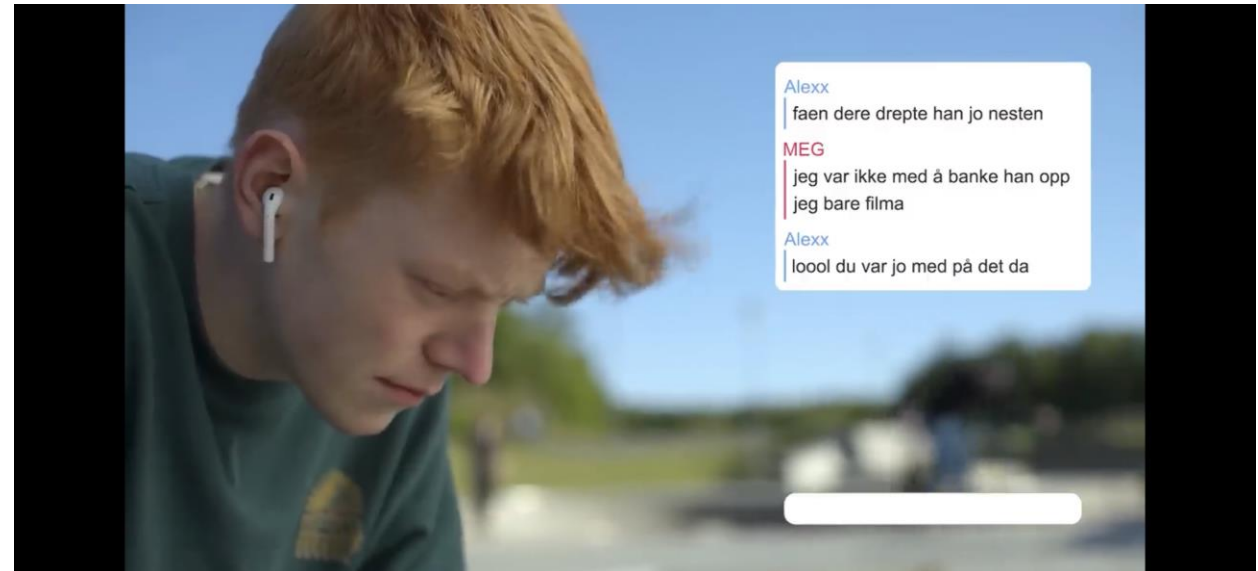 Alexx
faen dere drepte han jo nesten
MEG
jeg var ikke med å banke han opp
jeg bare filma
Alexx
loool du var jo med på det da